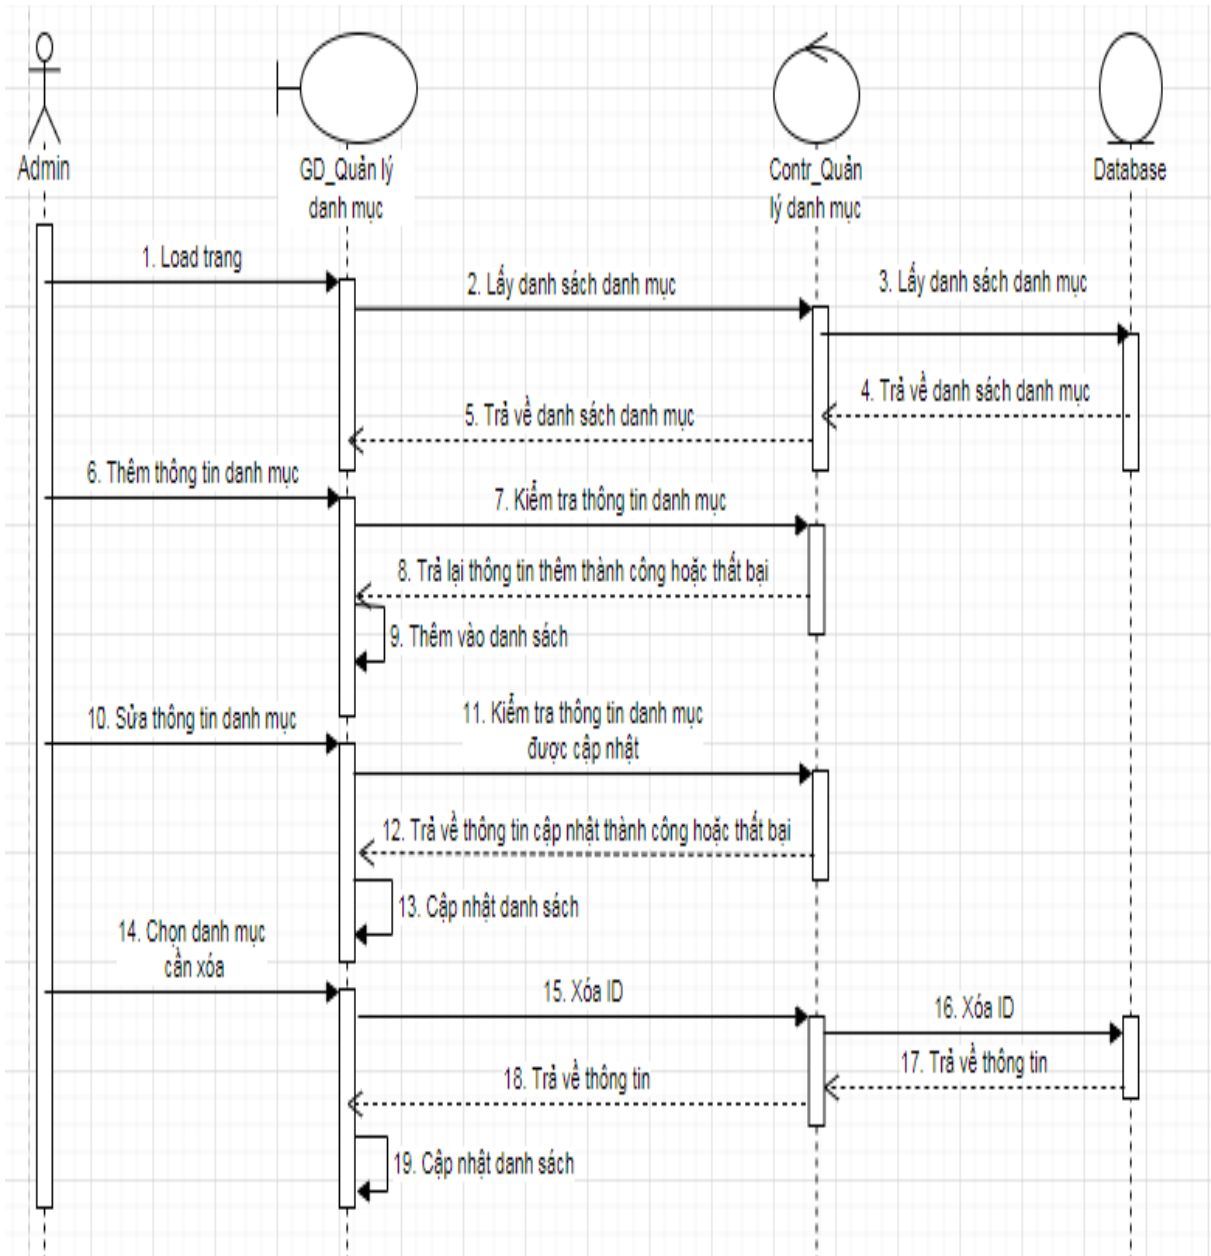 Admin
GD_Quản lý
danh mục
Contr_Quản
lý danh mục
Database
1. Load trang
2. Lấy danh sách danh mục
3. Lấy danh sách danh mục
4. Trả về danh sách danh mục
5. Trả về danh sách danh mục
6. Thêm thông tin danh mục
7. Kiểm tra thông tin danh mục
8. Trả lại thông tin thêm thành công hoặc thất bại
9. Thêm vào danh sách
10. Sửa thông tin danh mục
11. Kiểm tra thông tin danh mục
được cập nhật
12. Trả về thông tin cập nhật thành công hoặc thất bại
13. Cập nhật danh sách
14. Chọn danh mục
cần xóa
15. Xóa ID
16. Xóa ID
17. Trả về thông tin
18. Trả về thông tin
19. Cập nhật danh sách